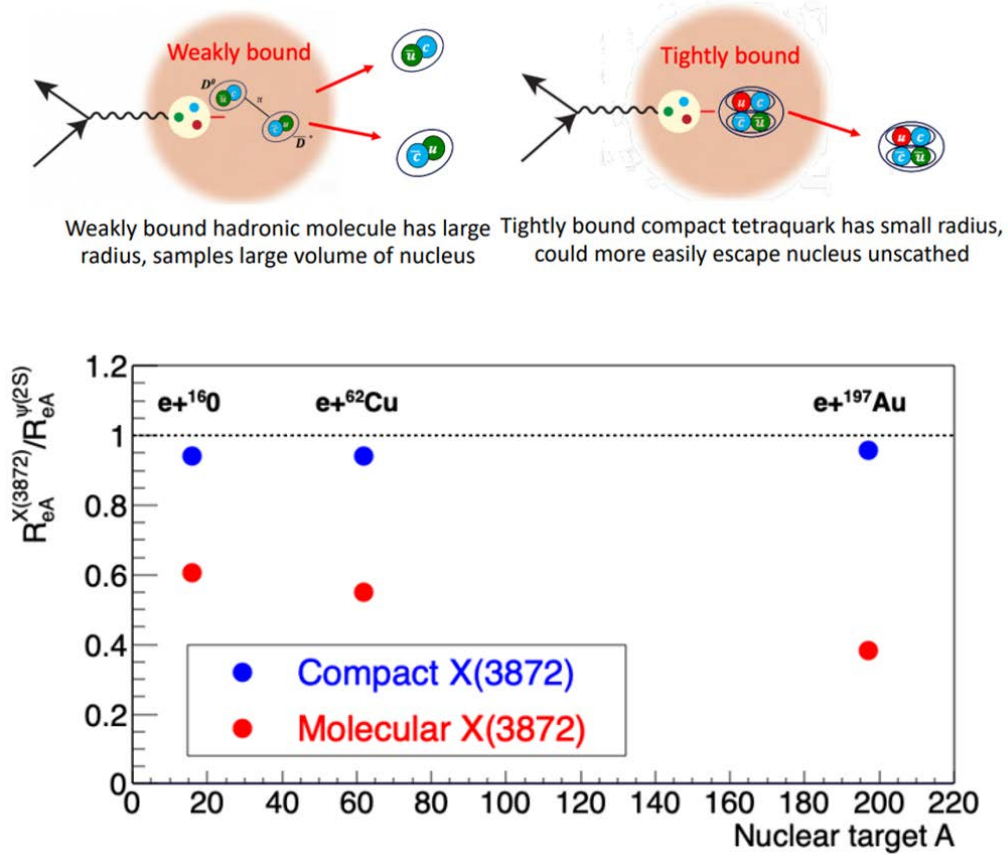 Weakly bound
D⁰
ū c
π
c̄ u
D̄*
ū c
c̄ u
Weakly bound hadronic molecule has large
radius, samples large volume of nucleus
Tightly bound
u c
c̄ ū
u c
c̄ ū
Tightly bound compact tetraquark has small radius,
could more easily escape nucleus unscathed
R_eA^X(3872)/R_eA^ψ(2S)
1.2
1
0.8
0.6
0.4
0.2
0
e+¹⁶0
e+⁶²Cu
e+¹⁹⁷Au
Compact X(3872)
Molecular X(3872)
0 20 40 60 80 100 120 140 160 180 200 220
Nuclear target A